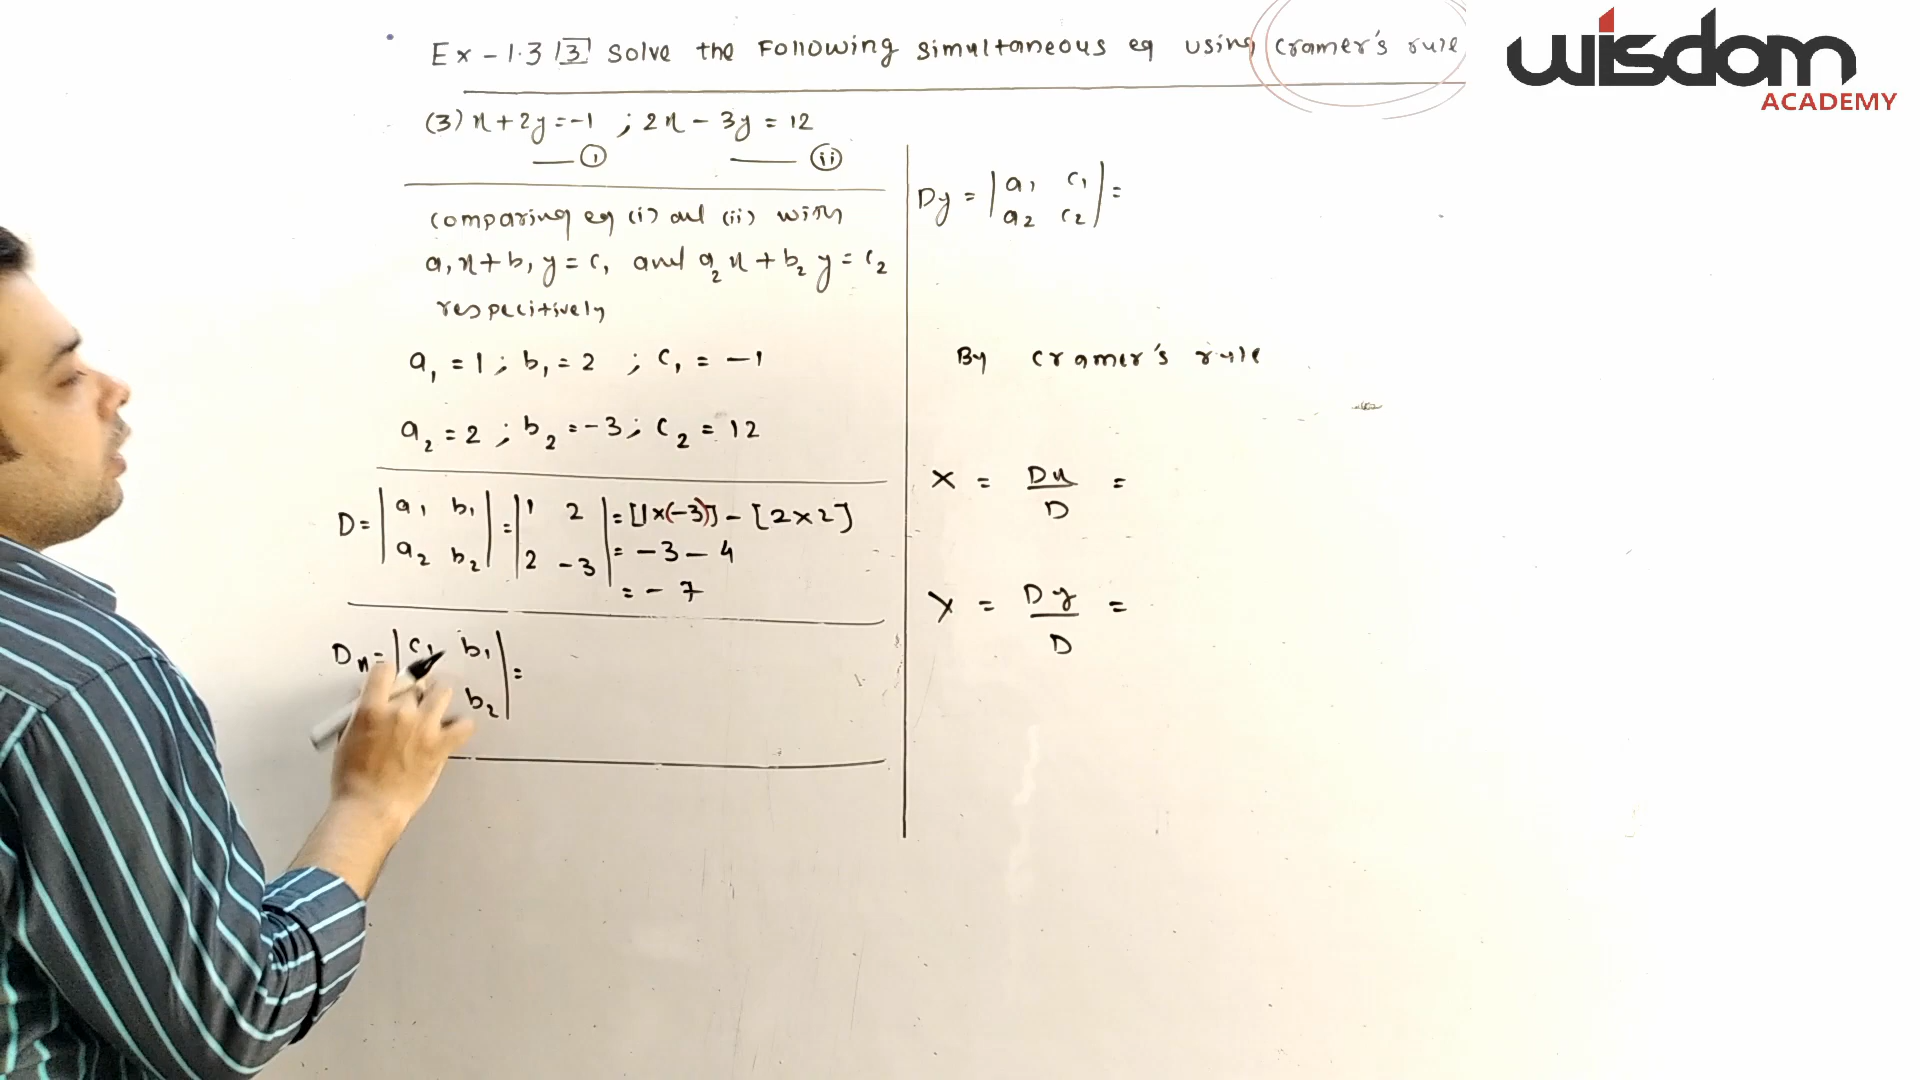 Ex - 1.3 [3] Solve the Following simultaneous eq using Cramer's rule
wisdom
ACADEMY
(3) x + 2y = -1 ; 2x - 3y = 12
(i) (ii)
Comparing eq (i) and (ii) with
a₁x + b₁y = c₁ and a₂x + b₂y = c₂
respecitively
a₁ = 1 ; b₁ = 2 ; c₁ = -1
a₂ = 2 ; b₂ = -3 ; c₂ = 12
D = | a₁ b₁ | = | 1 2 | = [1×(-3)] - [2×2]
| a₂ b₂ | | 2 -3 | = -3 - 4
= -7
Dx = | c₁ b₁ | =
b₂ |
Dy = | a₁ c₁ | =
| a₂ c₂ |
By cramer's rule
X = Dx/D =
Y = Dy/D =